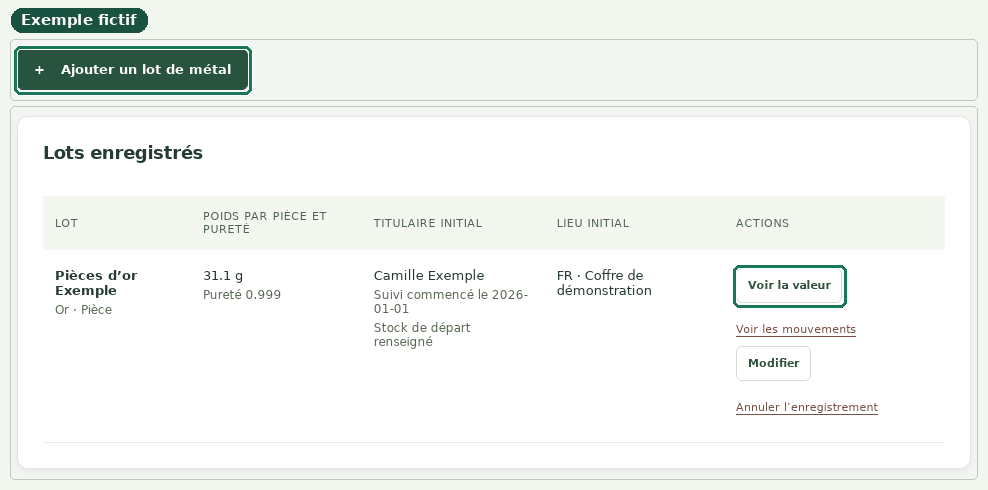 Exemple fictif
+ Ajouter un lot de métal
Lots enregistrés
LOT
POIDS PAR PIÈCE ET
PURETÉ
TITULAIRE INITIAL
LIEU INITIAL
ACTIONS
Pièces d’or
Exemple
Or · Pièce
31.1 g
Pureté 0.999
Camille Exemple
Suivi commencé le 2026-
01-01
Stock de départ
renseigné
FR · Coffre de
démonstration
Voir la valeur
Voir les mouvements
Modifier
Annuler l’enregistrement